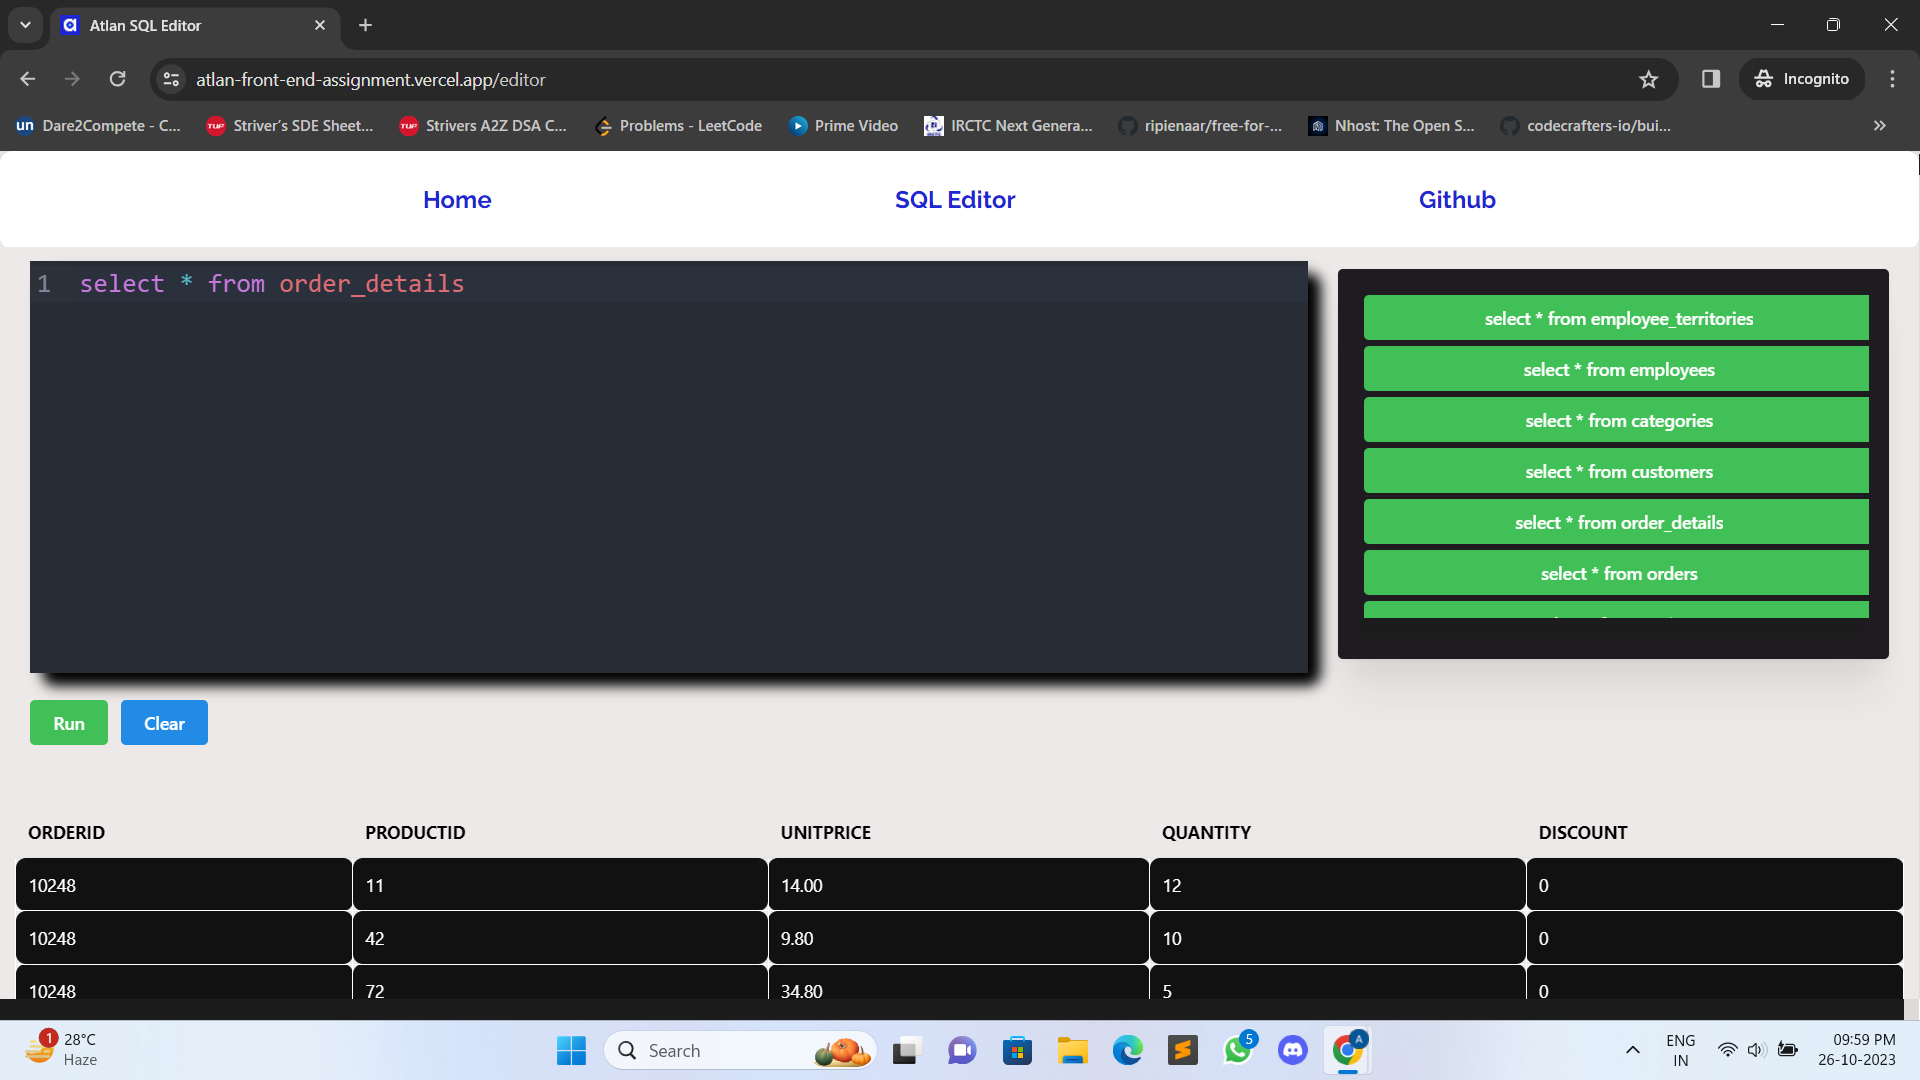 Atlan SQL Editor
atlan-front-end-assignment.vercel.app/editor
Incognito
un Dare2Compete - C...
TUF Striver's SDE Sheet...
TUF Strivers A2Z DSA C...
Problems - LeetCode
Prime Video
IRCTC Next Genera...
ripienaar/free-for-...
Nhost: The Open S...
codecrafters-io/bui...
Home SQL Editor Github
1 select * from order_details
select * from employee_territories
select * from employees
select * from categories
select * from customers
select * from order_details
select * from orders
Run Clear
ORDERID PRODUCTID UNITPRICE QUANTITY DISCOUNT
10248 11 14.00 12 0
10248 42 9.80 10 0
10248 72 34.80 5 0
1 28°C
Haze
Search
5
A
ENG
IN
09:59 PM
26-10-2023